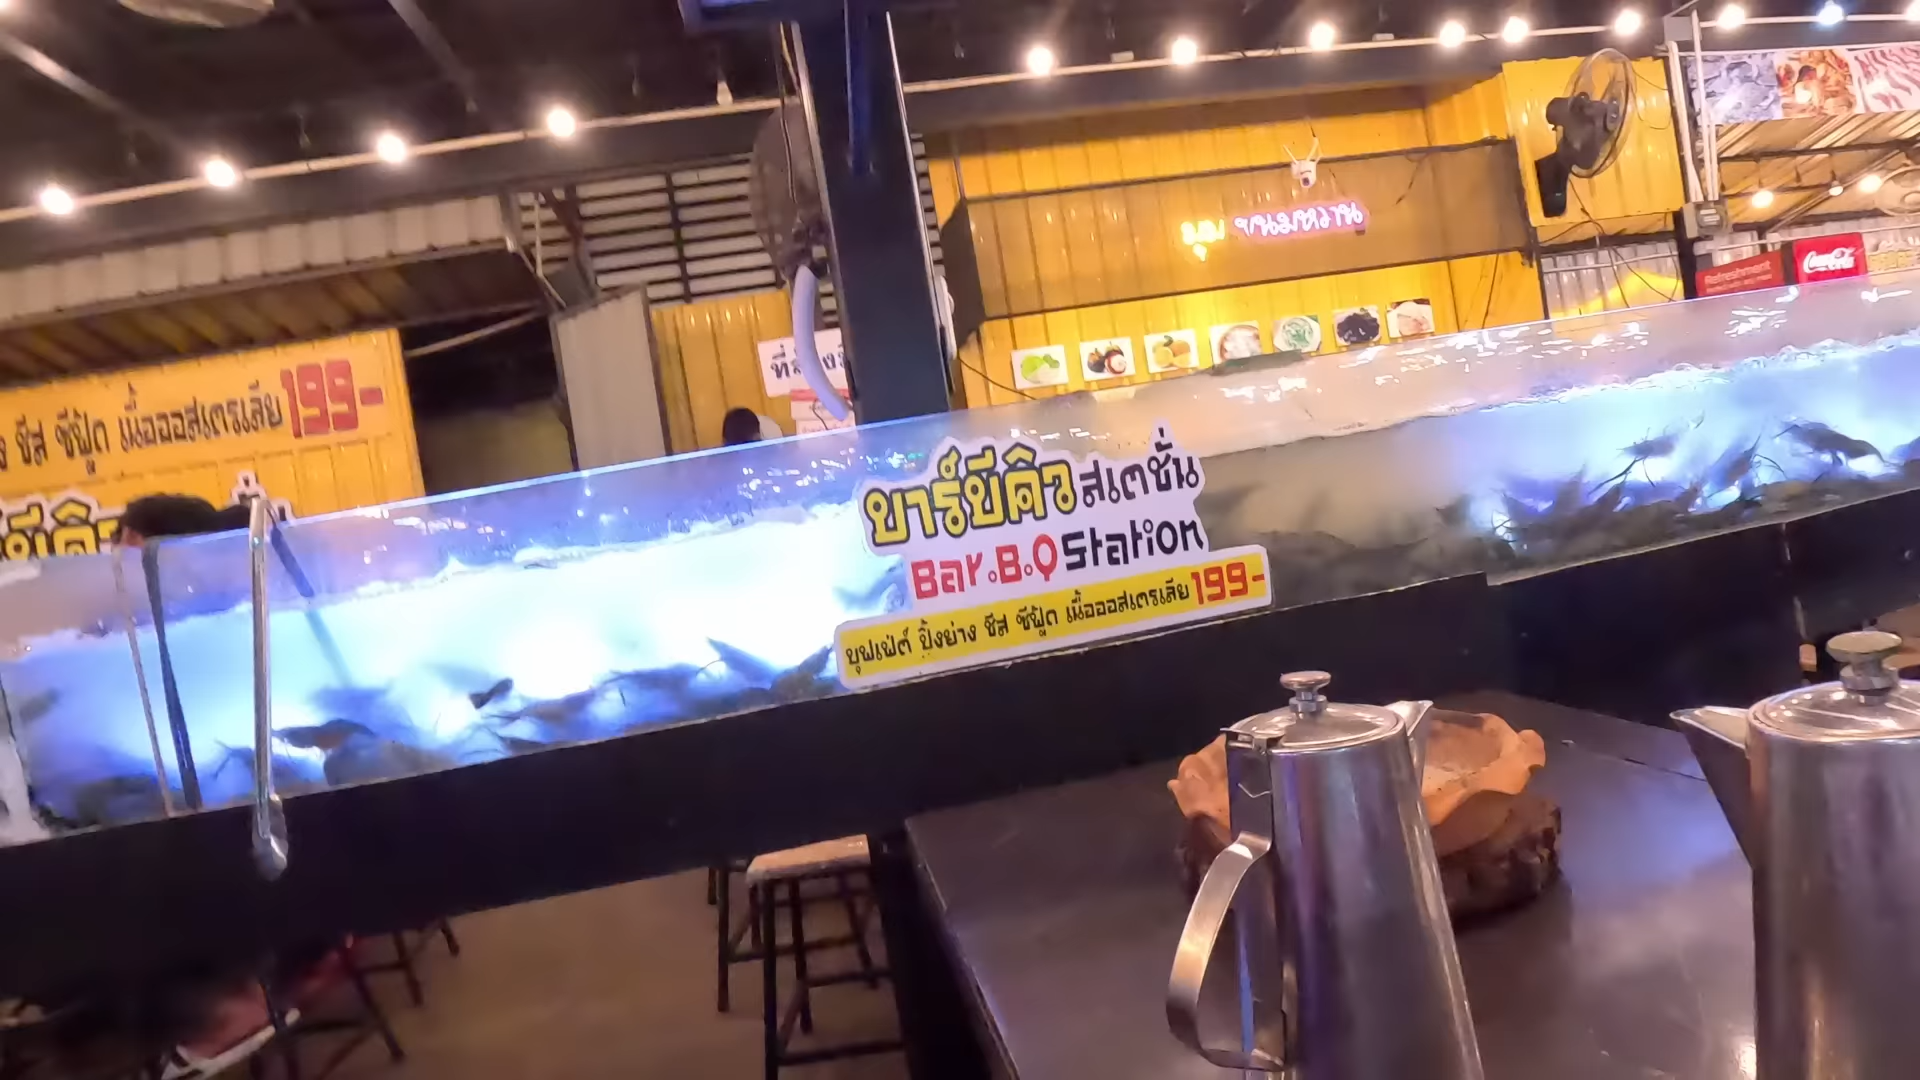 มุม ขนมหวาน
Refreshment
Coca-Cola
ชีส ซีฟู้ด เนื้อออสเตรเลีย 199-
บาร์บีคิวสเตชั่น
Bar.B.Q Station
บุฟเฟ่ต์ ปิ้งย่าง ชีส ซีฟู้ด เนื้อออสเตรเลีย 199-